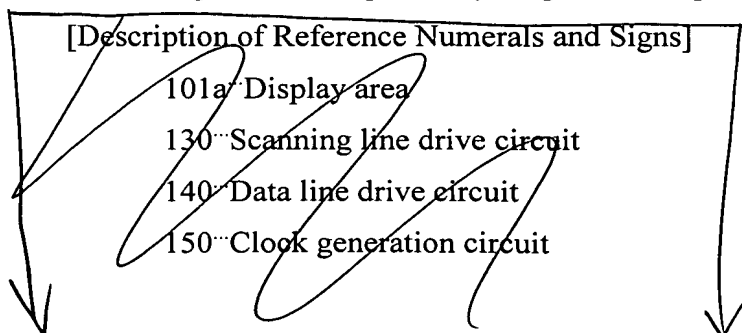 [Description of Reference Numerals and Signs]
101a···Display area
130···Scanning line drive circuit
140···Data line drive circuit
150···Clock generation circuit